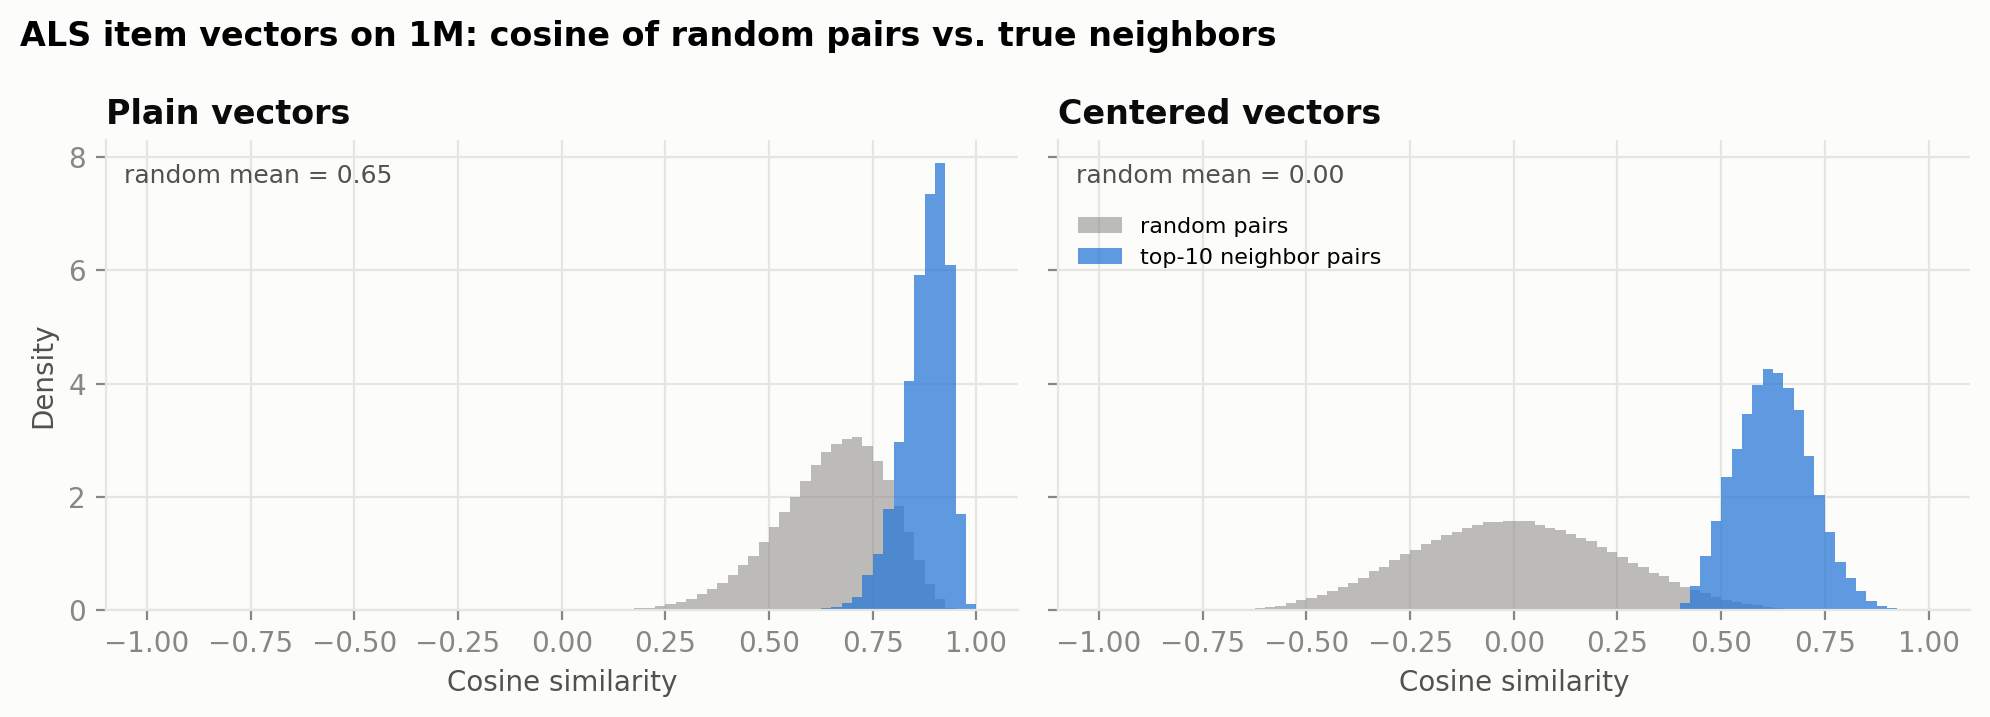 ALS item vectors on 1M: cosine of random pairs vs. true neighbors
Plain vectors
random mean = 0.65
Density
8
6
4
2
0
−1.00 −0.75 −0.50 −0.25 0.00 0.25 0.50 0.75 1.00
Cosine similarity
Centered vectors
random mean = 0.00
random pairs
top-10 neighbor pairs
−1.00 −0.75 −0.50 −0.25 0.00 0.25 0.50 0.75 1.00
Cosine similarity